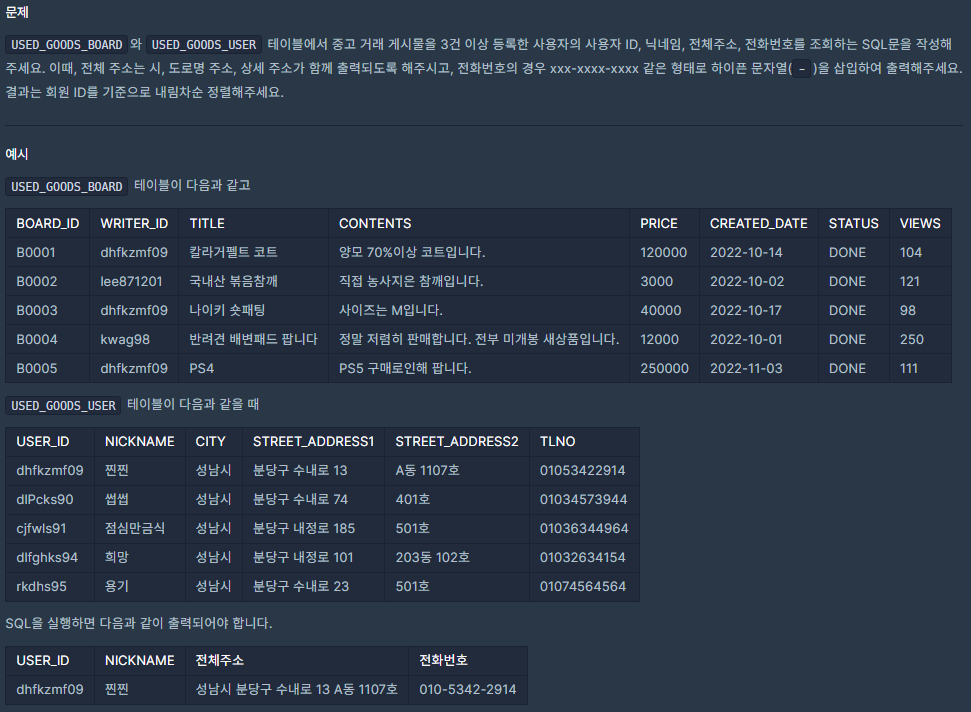 문제
USED_GOODS_BOARD 와 USED_GOODS_USER 테이블에서 중고 거래 게시물을 3건 이상 등록한 사용자의 사용자 ID, 닉네임, 전체주소, 전화번호를 조회하는 SQL문을 작성해
주세요. 이때, 전체 주소는 시, 도로명 주소, 상세 주소가 함께 출력되도록 해주시고, 전화번호의 경우 xxx-xxxx-xxxx 같은 형태로 하이픈 문자열( - )을 삽입하여 출력해주세요.
결과는 회원 ID를 기준으로 내림차순 정렬해주세요.
예시
USED_GOODS_BOARD 테이블이 다음과 같고
BOARD_ID WRITER_ID TITLE CONTENTS PRICE CREATED_DATE STATUS VIEWS
B0001 dhfkzmf09 칼라거펠트 코트 양모 70%이상 코트입니다. 120000 2022-10-14 DONE 104
B0002 lee871201 국내산 볶음참깨 직접 농사지은 참깨입니다. 3000 2022-10-02 DONE 121
B0003 dhfkzmf09 나이키 숏패팅 사이즈는 M입니다. 40000 2022-10-17 DONE 98
B0004 kwag98 반려견 배변패드 팝니다 정말 저렴히 판매합니다. 전부 미개봉 새상품입니다. 12000 2022-10-01 DONE 250
B0005 dhfkzmf09 PS4 PS5 구매로인해 팝니다. 250000 2022-11-03 DONE 111
USED_GOODS_USER 테이블이 다음과 같을 때
USER_ID NICKNAME CITY STREET_ADDRESS1 STREET_ADDRESS2 TLNO
dhfkzmf09 찐찐 성남시 분당구 수내로 13 A동 1107호 01053422914
dlPcks90 썹썹 성남시 분당구 수내로 74 401호 01034573944
cjfwls91 점심만금식 성남시 분당구 내정로 185 501호 01036344964
dlfghks94 희망 성남시 분당구 내정로 101 203동 102호 01032634154
rkdhs95 용기 성남시 분당구 수내로 23 501호 01074564564
SQL을 실행하면 다음과 같이 출력되어야 합니다.
USER_ID NICKNAME 전체주소 전화번호
dhfkzmf09 찐찐 성남시 분당구 수내로 13 A동 1107호 010-5342-2914